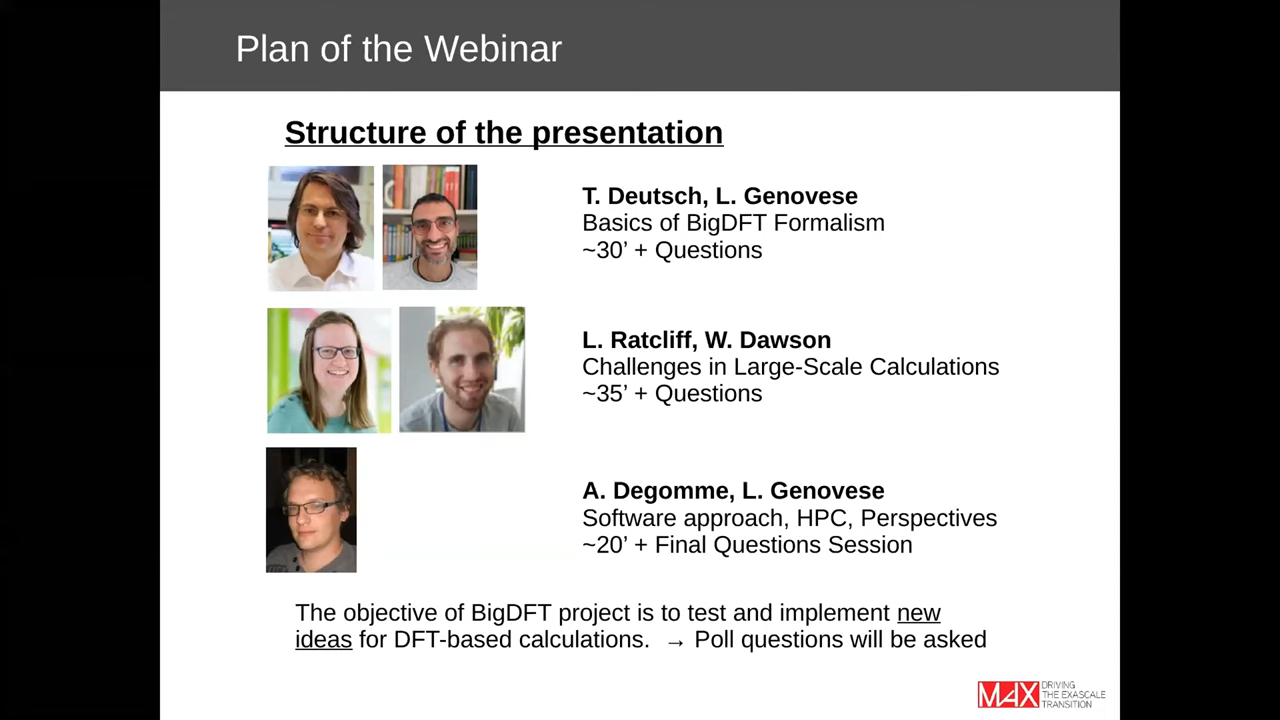 Plan of the Webinar
Structure of the presentation
T. Deutsch, L. Genovese
Basics of BigDFT Formalism
~30’ + Questions
L. Ratcliff, W. Dawson
Challenges in Large-Scale Calculations
~35’ + Questions
A. Degomme, L. Genovese
Software approach, HPC, Perspectives
~20’ + Final Questions Session
The objective of BigDFT project is to test and implement new
ideas for DFT-based calculations. → Poll questions will be asked
MAX DRIVING
THE EXASCALE
TRANSITION